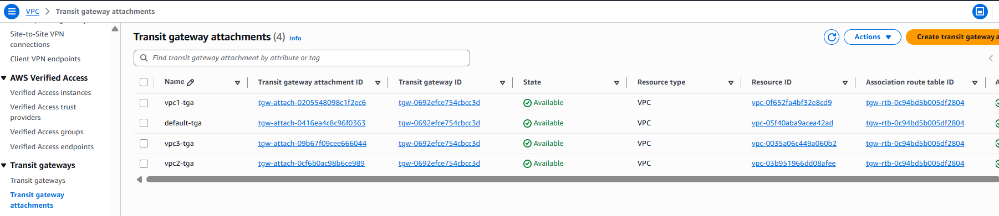 VPC > Transit gateway attachments
Site-to-Site VPN
connections
Client VPN endpoints
AWS Verified Access
Verified Access instances
Verified Access trust
providers
Verified Access groups
Verified Access endpoints
Transit gateways
Transit gateways
Transit gateway
attachments
Transit gateway attachments (4) Info
Actions
Create transit gateway a
Find transit gateway attachment by attribute or tag
Name Transit gateway attachment ID Transit gateway ID State Resource type Resource ID Association route table ID A
vpc1-tga tgw-attach-0205548098c1f2ec6 tgw-0692efce754cbcc3d Available VPC vpc-0f652fa4bf32e8cd9 tgw-rtb-0c94bd5b005df2804
default-tga tgw-attach-0416ea4c8c96f0363 tgw-0692efce754cbcc3d Available VPC vpc-05f40aba9acea42ad tgw-rtb-0c94bd5b005df2804
vpc3-tga tgw-attach-09b67f09cee666044 tgw-0692efce754cbcc3d Available VPC vpc-0035a06c449a060b2 tgw-rtb-0c94bd5b005df2804
vpc2-tga tgw-attach-0cf6b0ac98b6ce989 tgw-0692efce754cbcc3d Available VPC vpc-03b951966dd08afee tgw-rtb-0c94bd5b005df2804